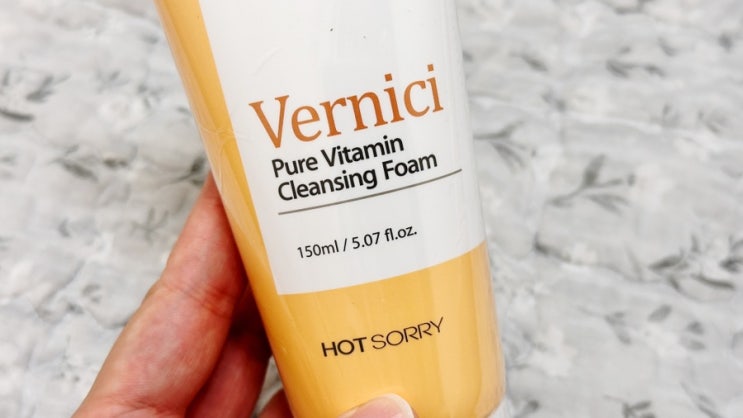 Vernici
Pure Vitamin
Cleansing Foam
150ml / 5.07 fl.oz.
HOT SORRY